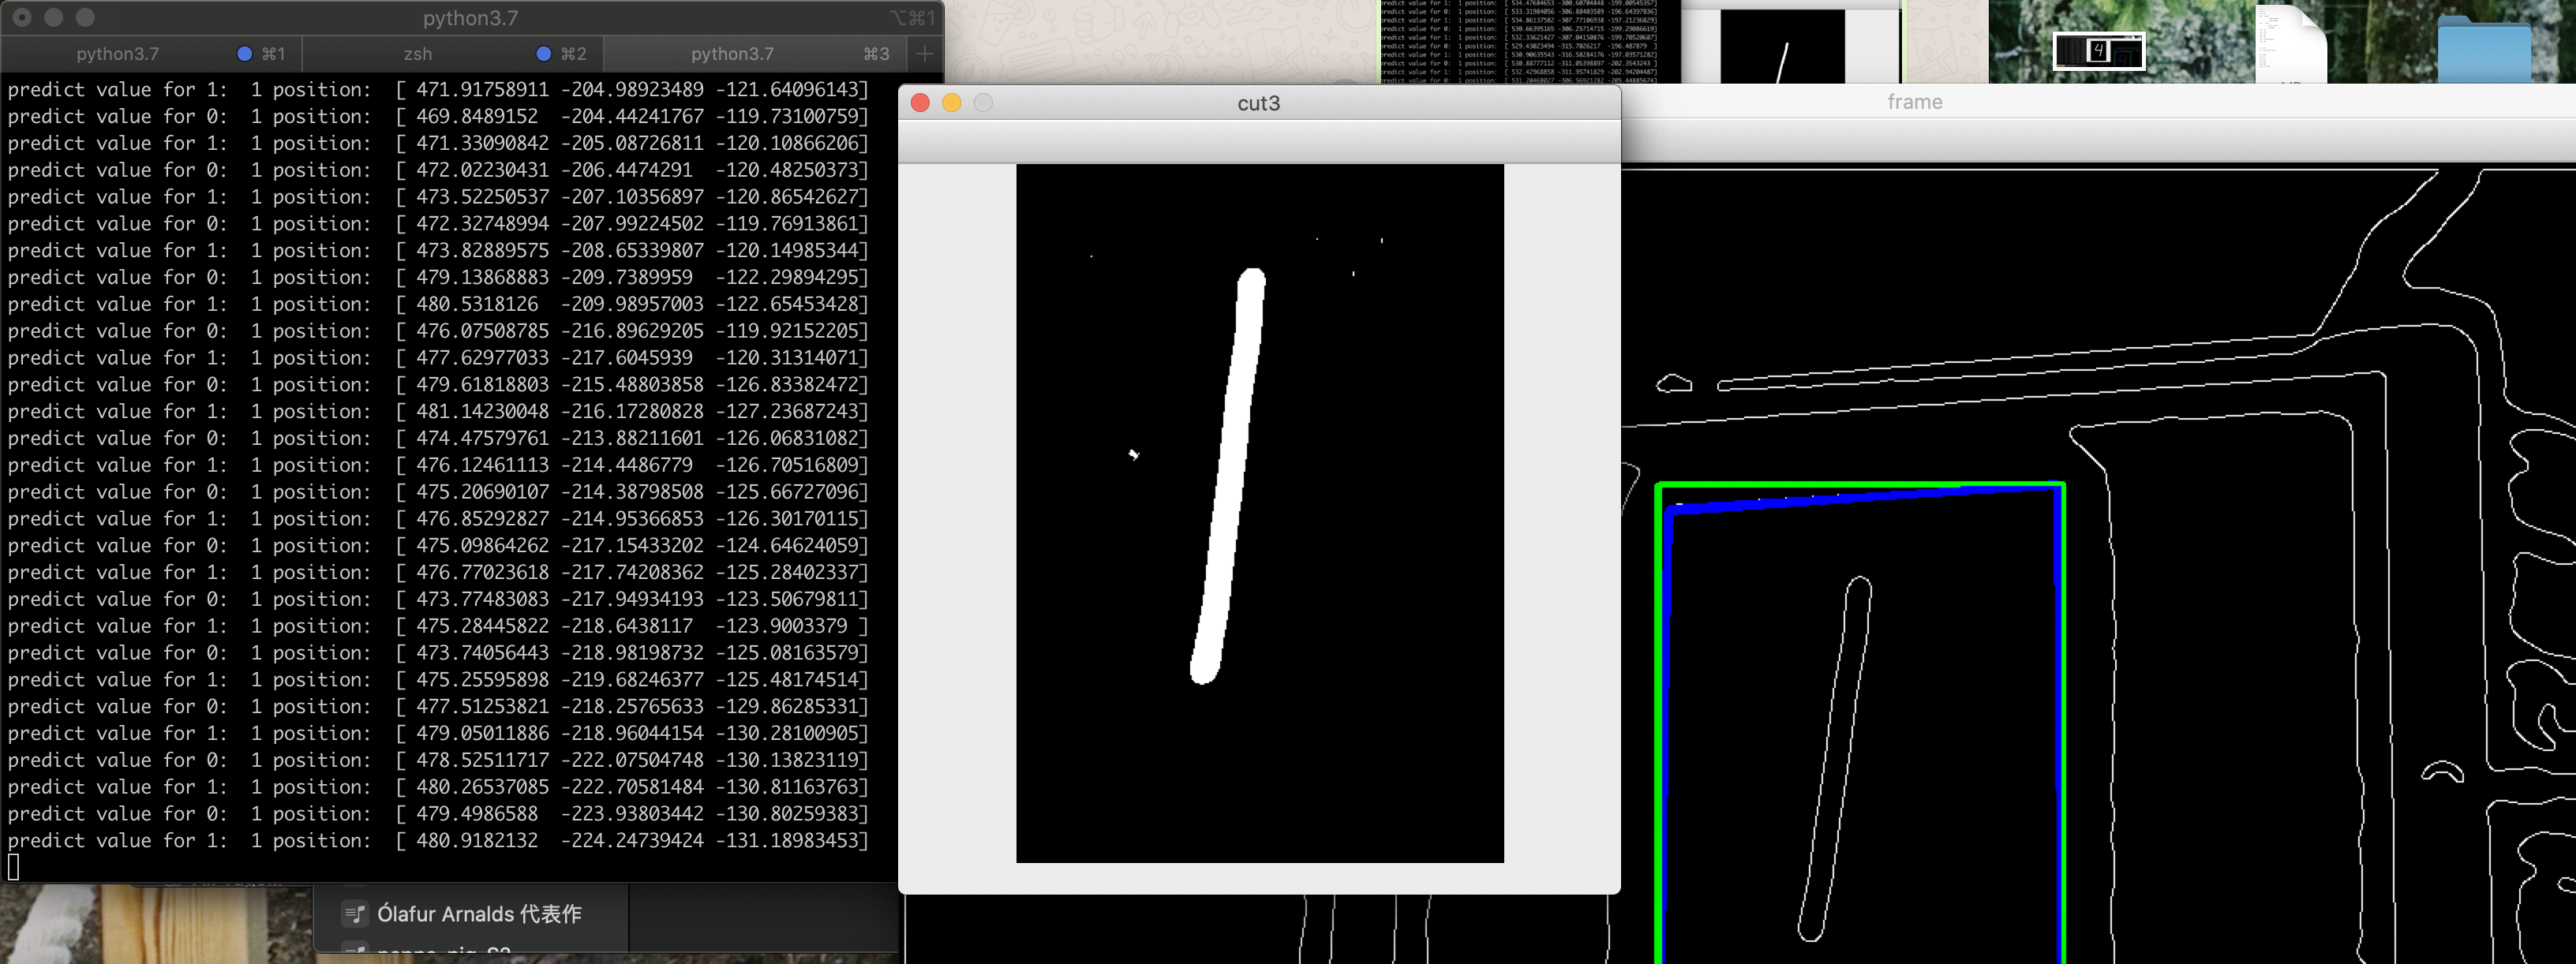 python3.7
⌥⌘1
python3.7 ⌘1 zsh ⌘2 python3.7 ⌘3 +
predict value for 1: 1 position: [ 471.91758911 -204.98923489 -121.64096143]
predict value for 0: 1 position: [ 469.8489152 -204.44241767 -119.73100759]
predict value for 1: 1 position: [ 471.33090842 -205.08726811 -120.10866206]
predict value for 0: 1 position: [ 472.02230431 -206.4474291 -120.48250373]
predict value for 1: 1 position: [ 473.52250537 -207.10356897 -120.86542627]
predict value for 0: 1 position: [ 472.32748994 -207.99224502 -119.76913861]
predict value for 1: 1 position: [ 473.82889575 -208.65339807 -120.14985344]
predict value for 0: 1 position: [ 479.13868883 -209.7389959 -122.29894295]
predict value for 1: 1 position: [ 480.5318126 -209.98957003 -122.65453428]
predict value for 0: 1 position: [ 476.07508785 -216.89629205 -119.92152205]
predict value for 1: 1 position: [ 477.62977033 -217.6045939 -120.31314071]
predict value for 0: 1 position: [ 479.61818803 -215.48803858 -126.83382472]
predict value for 1: 1 position: [ 481.14230048 -216.17280828 -127.23687243]
predict value for 0: 1 position: [ 474.47579761 -213.88211601 -126.06831082]
predict value for 1: 1 position: [ 476.12461113 -214.4486779 -126.70516809]
predict value for 0: 1 position: [ 475.20690107 -214.38798508 -125.66727096]
predict value for 1: 1 position: [ 476.85292827 -214.95366853 -126.30170115]
predict value for 0: 1 position: [ 475.09864262 -217.15433202 -124.64624059]
predict value for 1: 1 position: [ 476.77023618 -217.74208362 -125.28402337]
predict value for 0: 1 position: [ 473.77483083 -217.94934193 -123.50679811]
predict value for 1: 1 position: [ 475.28445822 -218.6438117 -123.9003379 ]
predict value for 0: 1 position: [ 473.74056443 -218.98198732 -125.08163579]
predict value for 1: 1 position: [ 475.25595898 -219.68246377 -125.48174514]
predict value for 0: 1 position: [ 477.51253821 -218.25765633 -129.86285331]
predict value for 1: 1 position: [ 479.05011886 -218.96044154 -130.28100905]
predict value for 0: 1 position: [ 478.52511717 -222.07504748 -130.13823119]
predict value for 1: 1 position: [ 480.26537085 -222.70581484 -130.81163763]
predict value for 0: 1 position: [ 479.4986588 -223.93803442 -130.80259383]
predict value for 1: 1 position: [ 480.9182132 -224.24739424 -131.18983453]
Ólafur Arnalds 代表作
cut3
1
frame
1
4